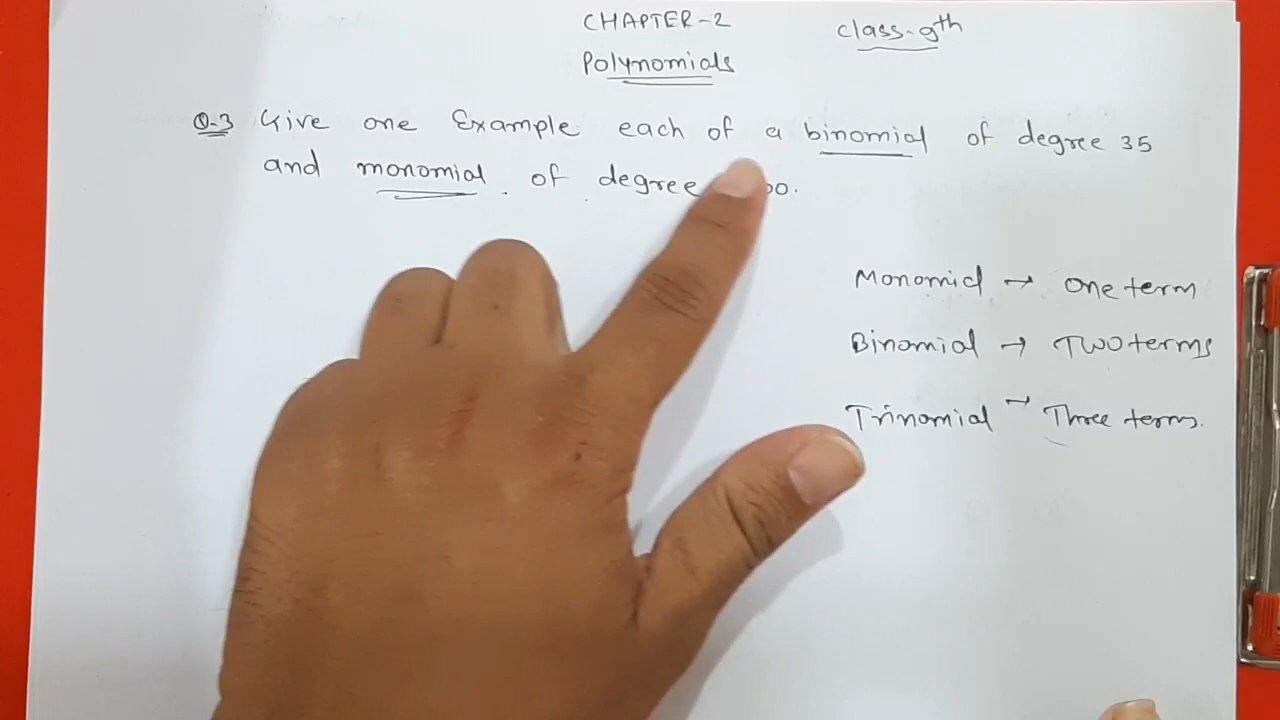 CHAPTER-2
Class-9th
Polynomials
Q-3 Give one Example each of a binomial of degree 35
and monomial of degree
Monomial → One term
Binomial → Two terms
Trinomial → Three terms.